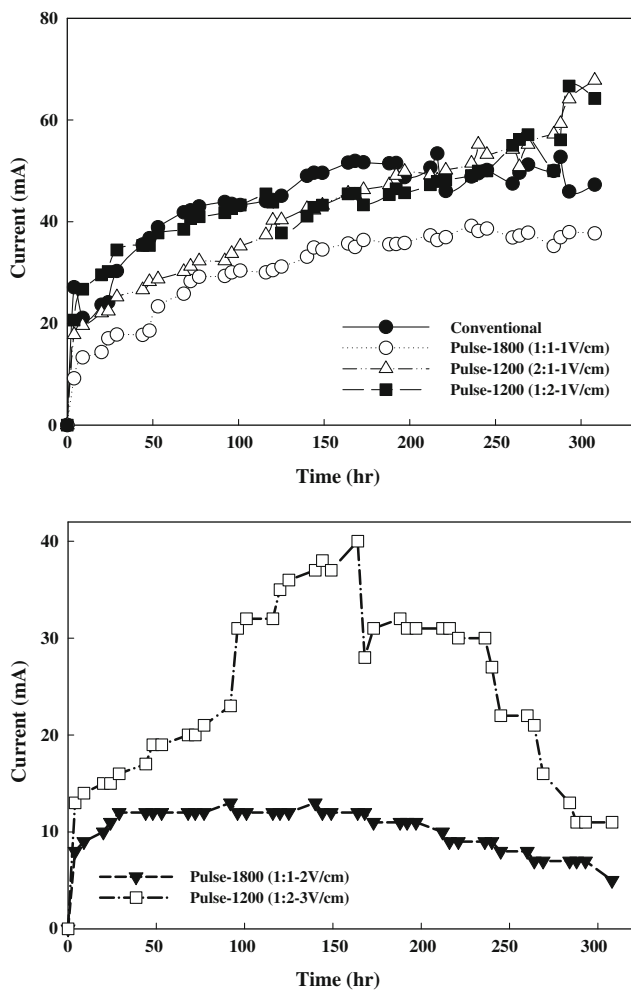 80
60
40
20
0
Current (mA)
Conventional
Pulse-1800 (1:1-1V/cm)
Pulse-1200 (2:1-1V/cm)
Pulse-1200 (1:2-1V/cm)
0 50 100 150 200 250 300
Time (hr)
40
30
20
10
0
Current (mA)
Pulse-1800 (1:1-2V/cm)
Pulse-1200 (1:2-3V/cm)
0 50 100 150 200 250 300
Time (hr)